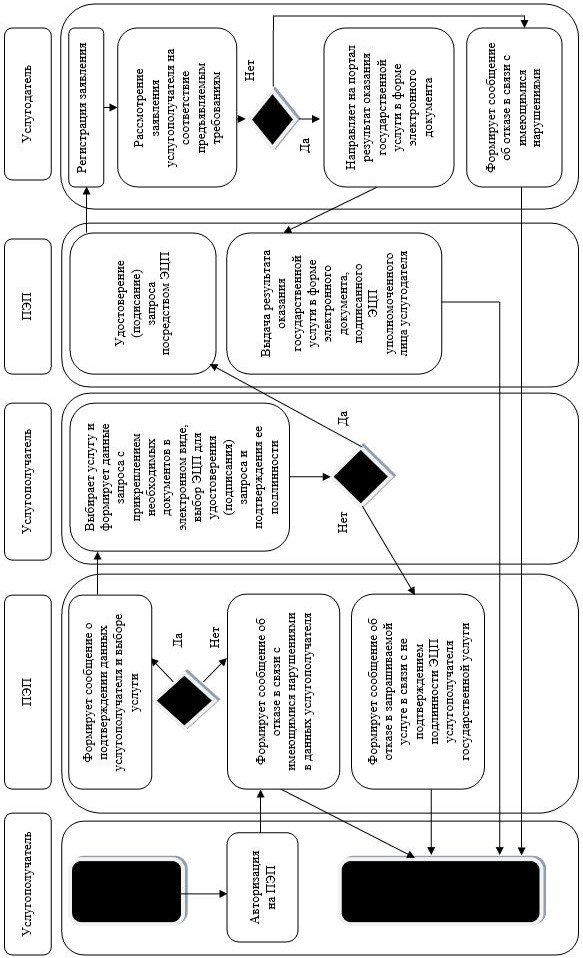 Услугополучатель
Авторизация
на ПЭП
ПЭП
Формирует сообщение о
подтверждении данных
услугополучателя и выборе
услуги
Да
Нет
Формирует сообщение об
отказе в связи с
имеющимися нарушениями
в данных услугополучателя
Формирует сообщение об
отказе в запрашиваемой
услуге в связи с не
подтверждением
подлинности ЭЦП
услугополучателя
государственной услуги
Услугополучатель
Выбирает услугу и
формирует данные
запроса с
прикреплением
необходимых
документов в
электронном виде,
выбор ЭЦП для
удостоверения
(подписания)
запроса и
подтверждения ее
подлинности
Нет
Да
ПЭП
Удостоверение
(подисание)
запроса
посредством ЭЦП
Выдача результата
оказания
государственной
услуги в форме
электронного
документа,
подписанного
ЭЦП
уполномоченного
лица услугодателя
Услугодатель
Регистрация заявления
Рассмотрение
заявления
услугополучателя на
соответствие
предъявляемым
требованиям
Нет
Да
Направляет на портал
результат оказания
государственной
услуги в форме
электронного
документа
Формирует сообщение
об отказе в связи с
имеющимися
нарушениями